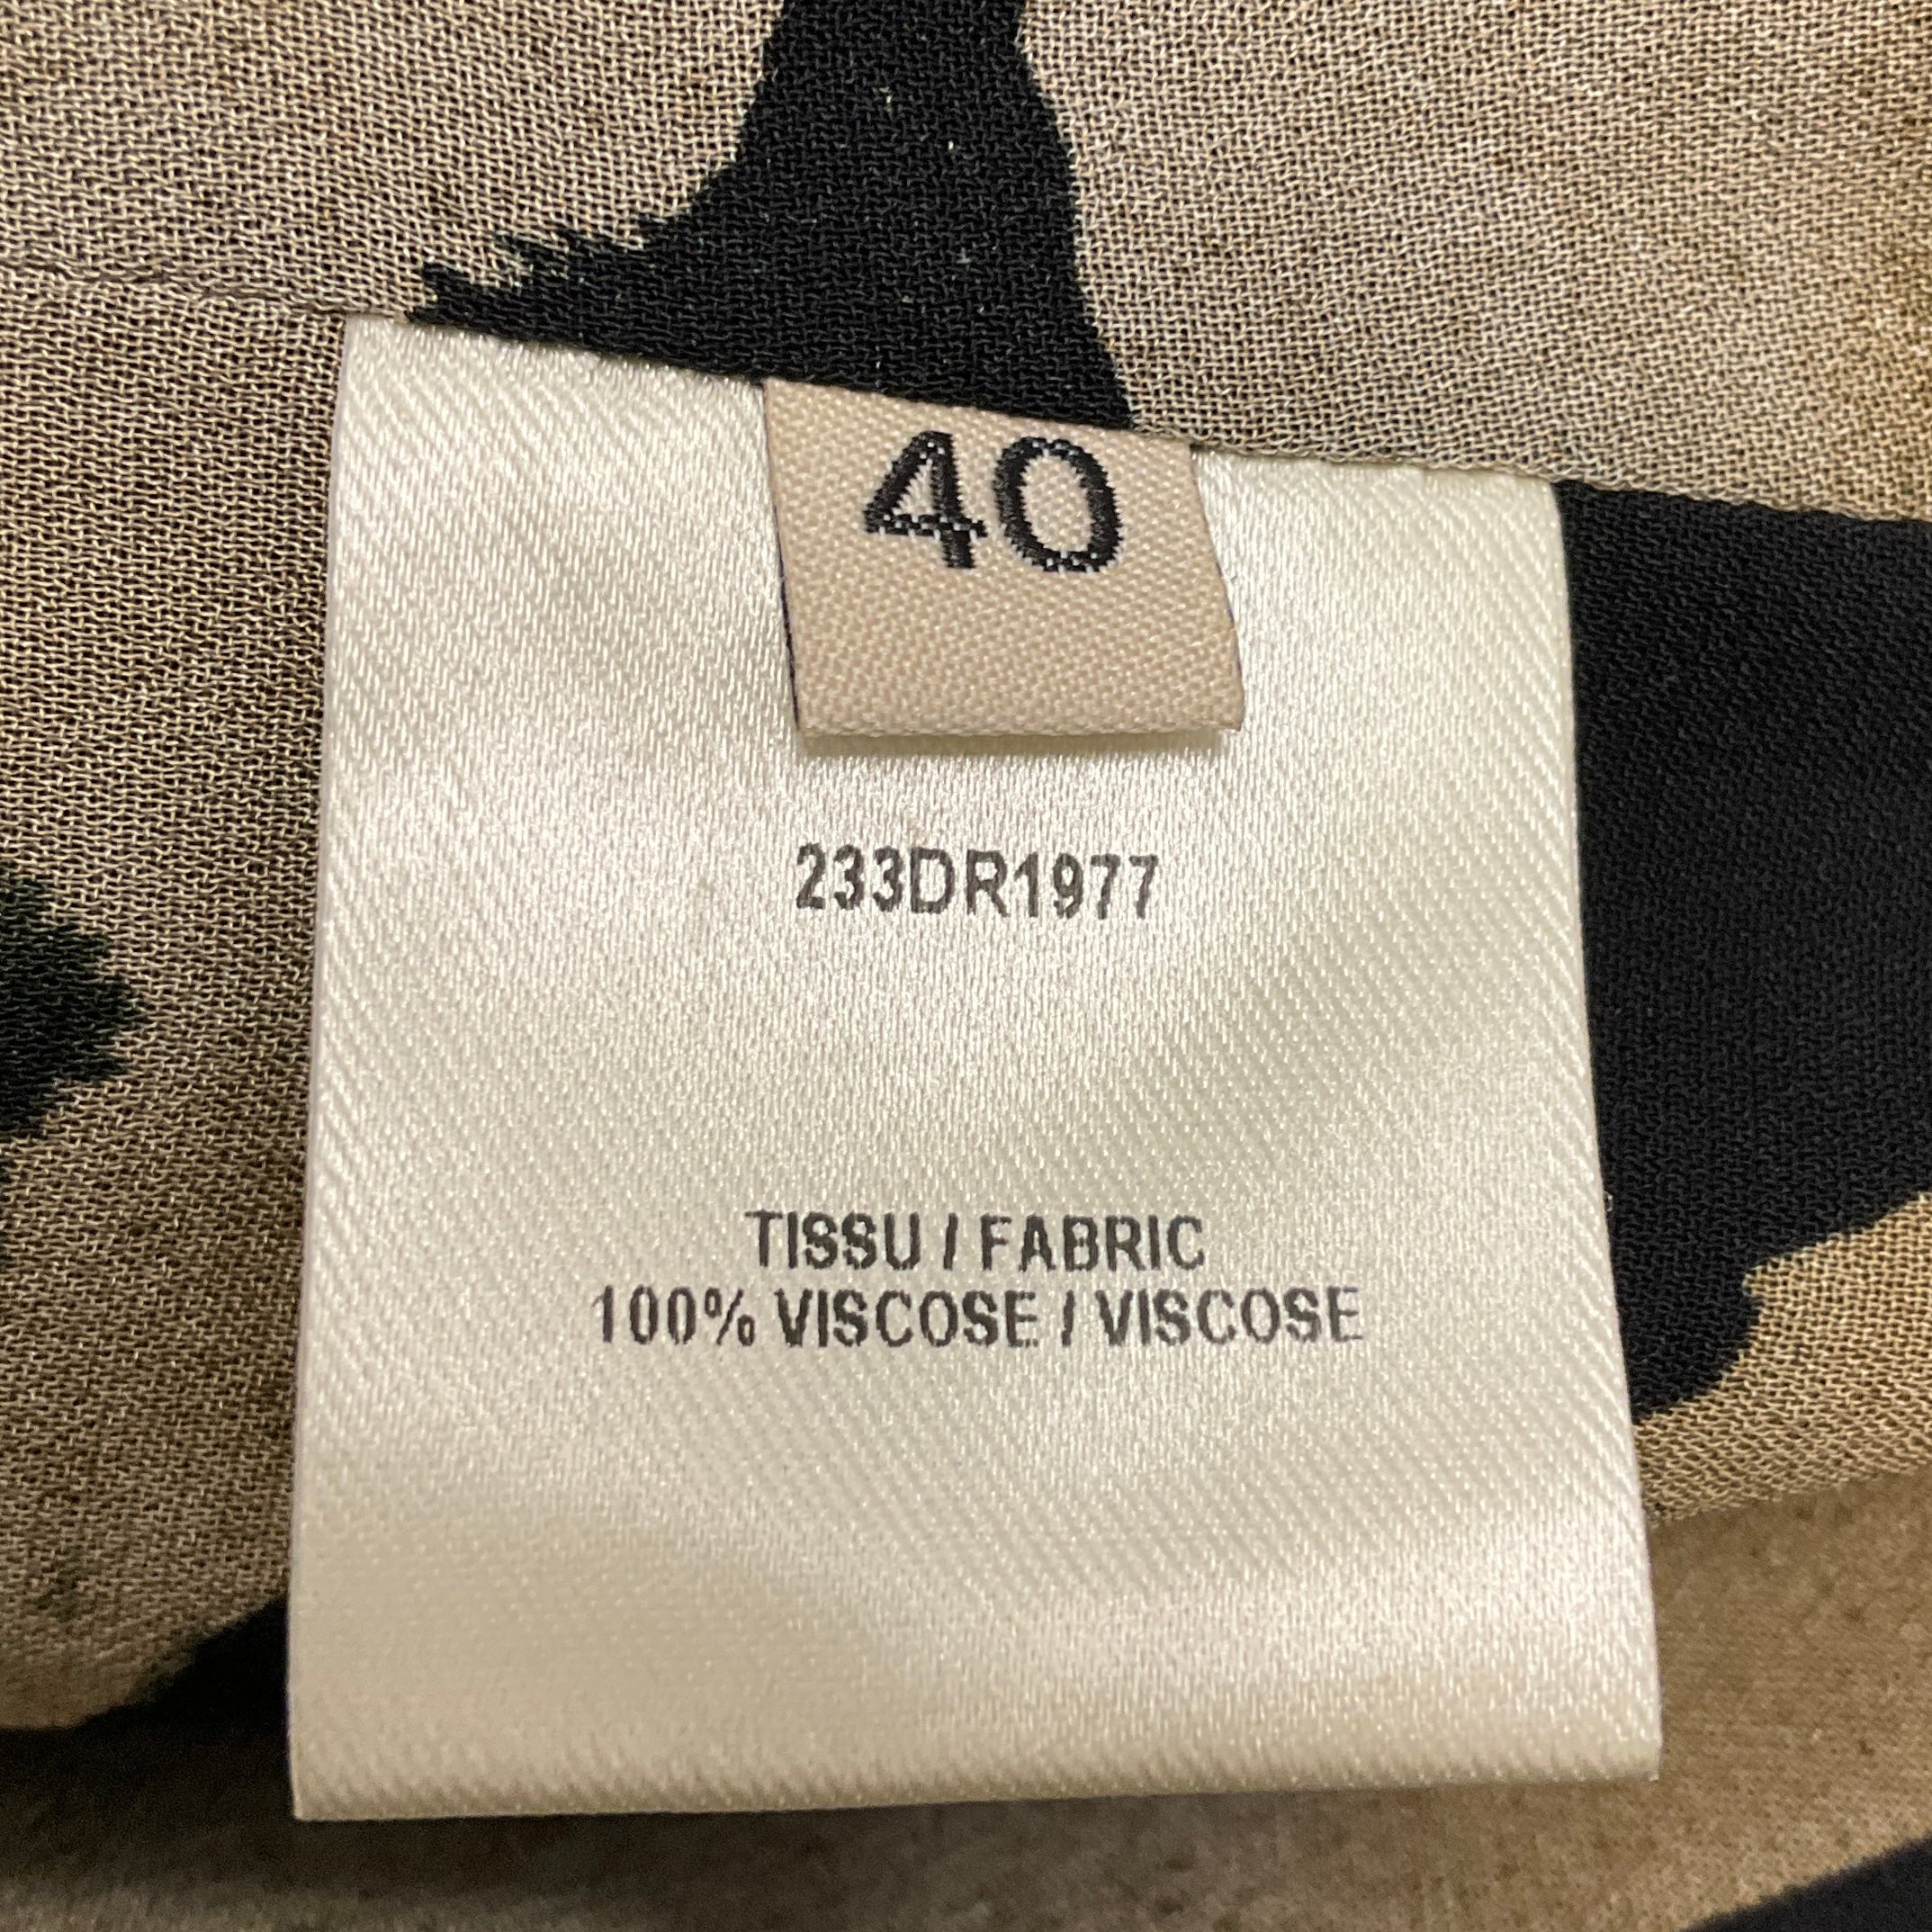 40
233DR1977
TISSU / FABRIC
100% VISCOSE / VISCOSE